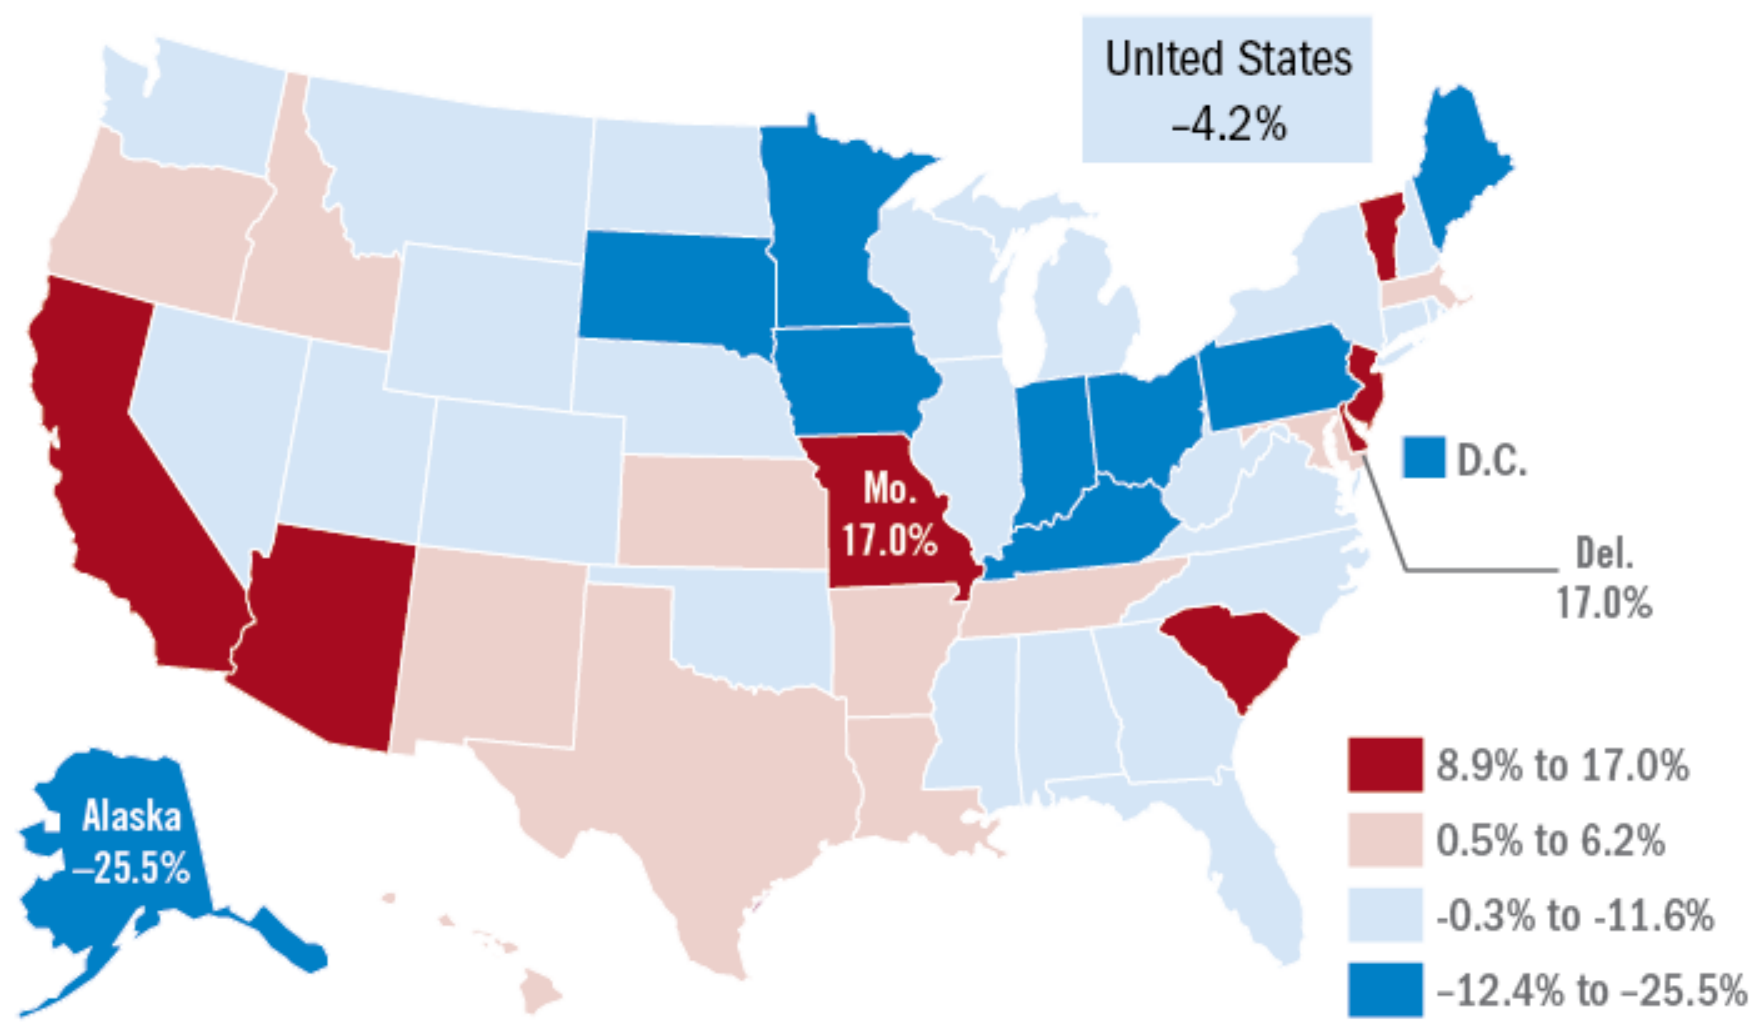 United States
–4.2%
D.C.
Mo.
17.0%
Del.
17.0%
Alaska
–25.5%
8.9% to 17.0%
0.5% to 6.2%
-0.3% to -11.6%
–12.4% to –25.5%